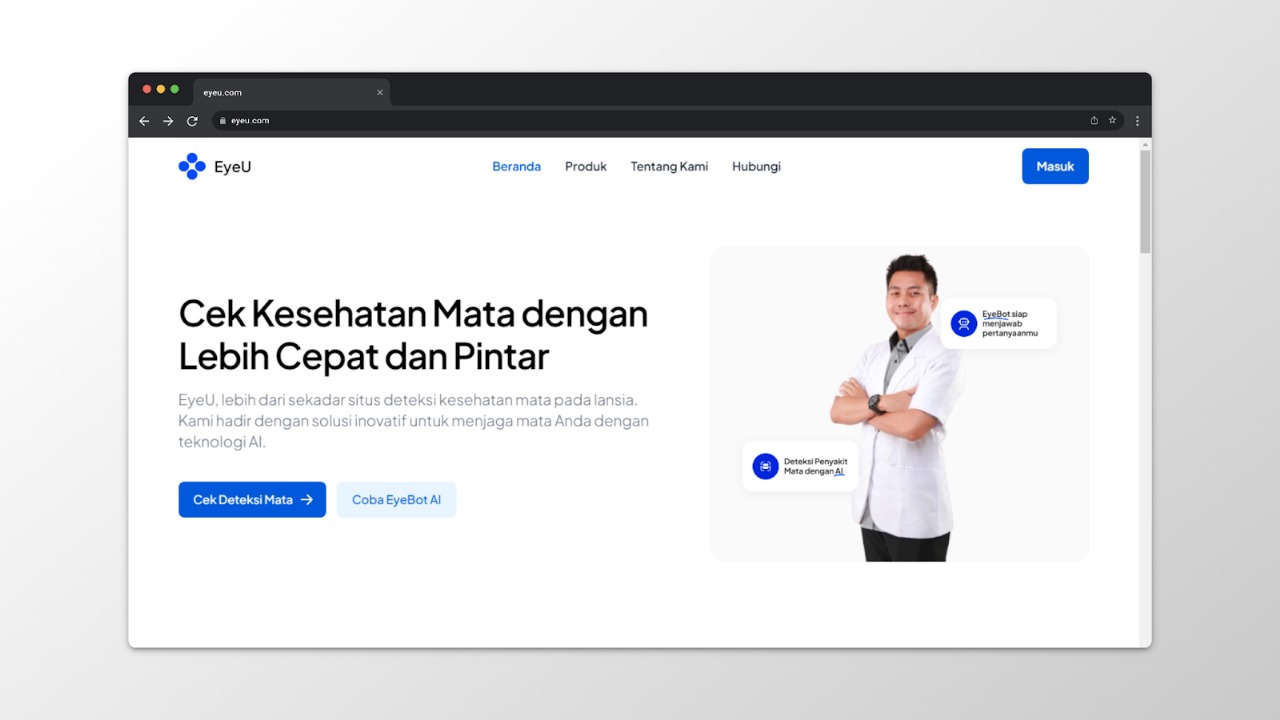 eyeu.com
eyeu.com
EyeU
Beranda
Produk
Tentang Kami
Hubungi
Masuk
Cek Kesehatan Mata dengan
Lebih Cepat dan Pintar
EyeU, lebih dari sekadar situs deteksi kesehatan mata pada lansia.
Kami hadir dengan solusi inovatif untuk menjaga mata Anda dengan
teknologi AI.
Cek Deteksi Mata
Coba EyeBot AI
EyeBot siap
menjawab
pertanyaanmu
Deteksi Penyakit
Mata dengan AI